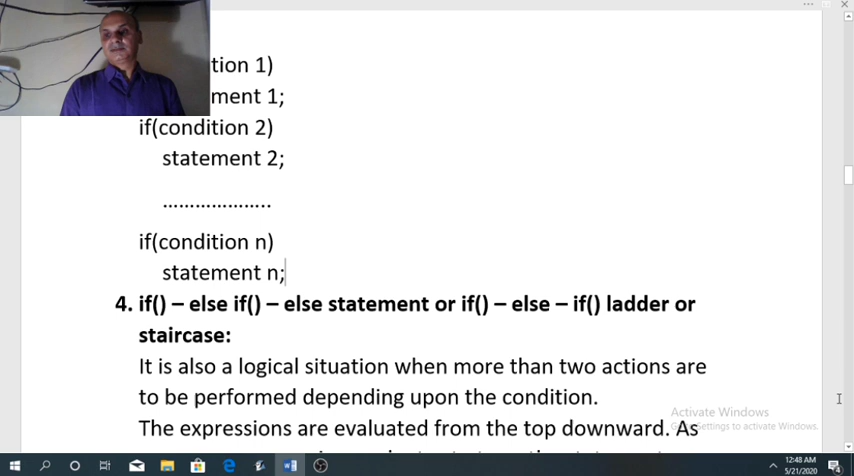 tion 1)
ment 1;
if(condition 2)
statement 2;
.....................
if(condition n)
statement n;
4. if() – else if() – else statement or if() – else – if() ladder or
staircase:
It is also a logical situation when more than two actions are
to be performed depending upon the condition.
The expressions are evaluated from the top downward. As
Activate Windows
Go to Settings to activate Windows.
12:48 AM
5/21/2020
4